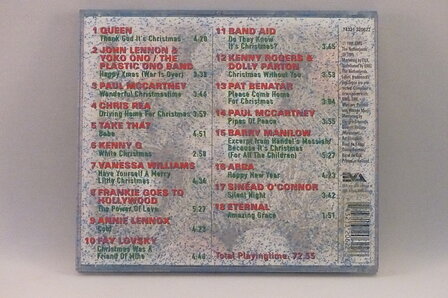 1 QUEEN
Thank God It's Christmas 4:20
2 JOHN LENNON &
YOKO ONO / THE
PLASTIC ONO BAND
Happy Xmas (War Is Over) 3:33
3 PAUL McCARTNEY
Wonderful Christmastime 3:44
4 CHRIS REA
Driving Home For Christmas 3:59
5 TAKE THAT
Babe 4:51
6 KENNY G
White Christmas 2:58
7 VANESSA WILLIAMS
Have Yourself A Merry
Little Christmas 4:36
8 FRANKIE GOES TO
HOLLYWOOD
The Power Of Love 5:27
9 ANNIE LENNOX
Cold 4:23
10 FAY LOVSKY
Christmas Was A
Friend Of Mine 4:40
11 BAND AID
Do They Know
It's Christmas? 3:45
12 KENNY ROGERS &
DOLLY PARTON
Christmas Without You 3:58
13 PAT BENATAR
Please Come Home
For Christmas 3:04
14 PAUL McCARTNEY
Pipes Of Peace 3:55
15 BARRY MANILOW
Excerpt from Handel's Messiah/
Because It's Christmas
(For All The Children) 5:27
16 ABBA
Happy New Year 4:23
17 SINÉAD O'CONNOR
Silent Night 3:42
18 ETERNAL
Amazing Grace 1:51
Total Playingtime: 72:55
EVA